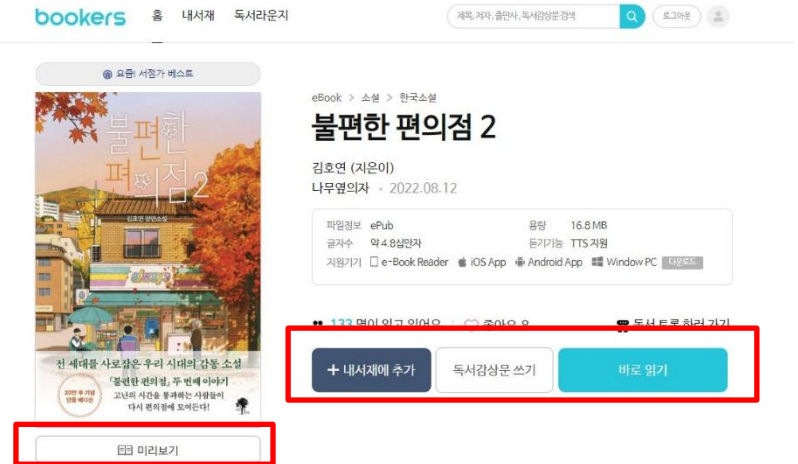 bookers 홈 내서재 독서라운지
제목, 저자, 출판사, 독서감상문 검색 로그아웃
@ 요즘! 서점가 베스트
eBook > 소설 > 한국소설
불편한 편의점 2
김호연 (지은이)
나무옆의자 • 2022.08.12
파일정보 ePub 용량 16.8 MB
글자수 약 4.8십만자 듣기기능 TTS 지원
지원기기 e-Book Reader iOS App Android App Window PC 다운로드
133 명이 읽고 있어요 좋아요 8 독서 토론 하러 가기
+ 내서재에 추가 독서감상문 쓰기 바로 읽기
불편한
편의점2
김호연 장편소설
전 세대를 사로잡은 우리 시대의 감동 소설
『불편한 편의점』 두 번째 이야기
고난의 시간을 통과하는 사람들이
다시 편의점에 모여든다!
미리보기